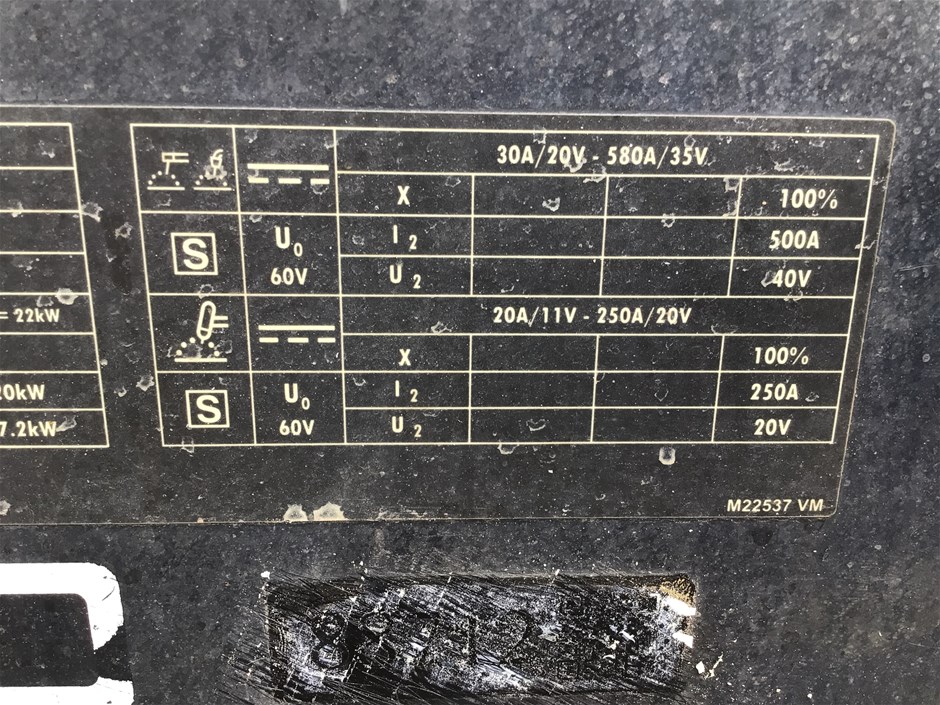 30A/20V - 580A/35V
X 100%
S U0 60V I2 500A
U2 40V
= 22kW
20A/11V - 250A/20V
X 100%
20kW
S U0 60V I2 250A
7.2kW
U2 20V
M22537 VM